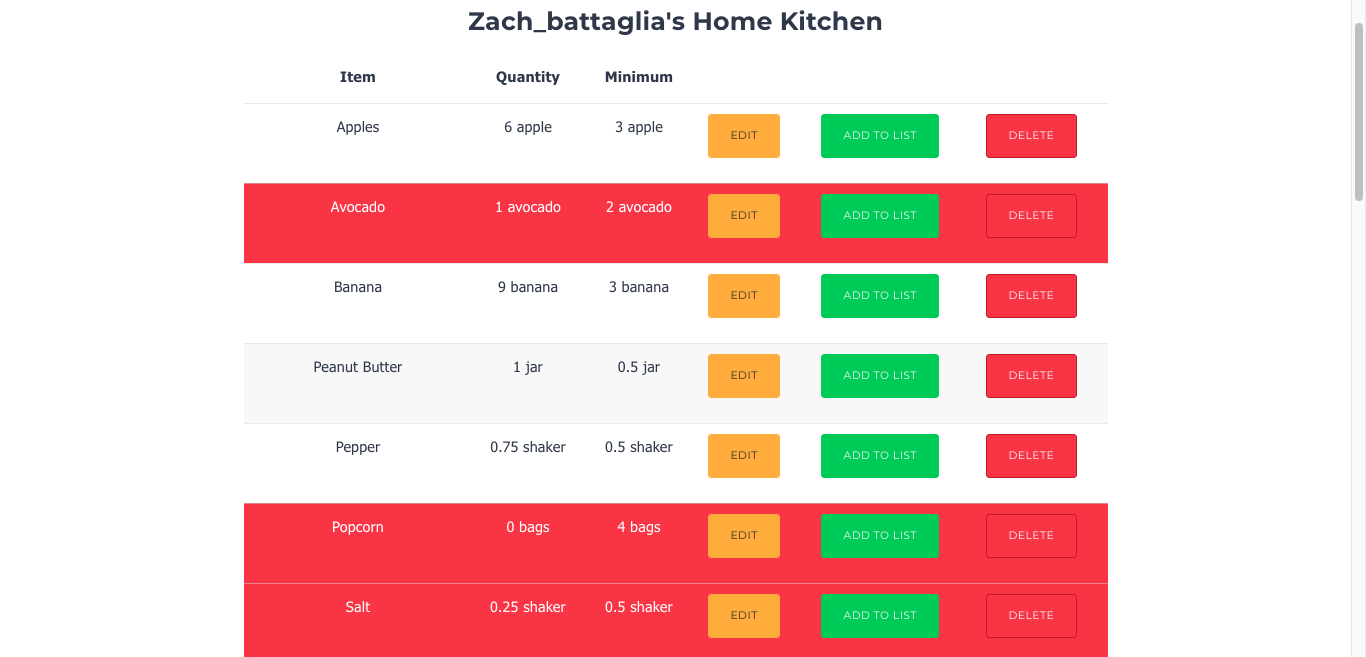 Zach_battaglia's Home Kitchen
Item Quantity Minimum
Apples 6 apple 3 apple EDIT ADD TO LIST DELETE
Avocado 1 avocado 2 avocado EDIT ADD TO LIST DELETE
Banana 9 banana 3 banana EDIT ADD TO LIST DELETE
Peanut Butter 1 jar 0.5 jar EDIT ADD TO LIST DELETE
Pepper 0.75 shaker 0.5 shaker EDIT ADD TO LIST DELETE
Popcorn 0 bags 4 bags EDIT ADD TO LIST DELETE
Salt 0.25 shaker 0.5 shaker EDIT ADD TO LIST DELETE